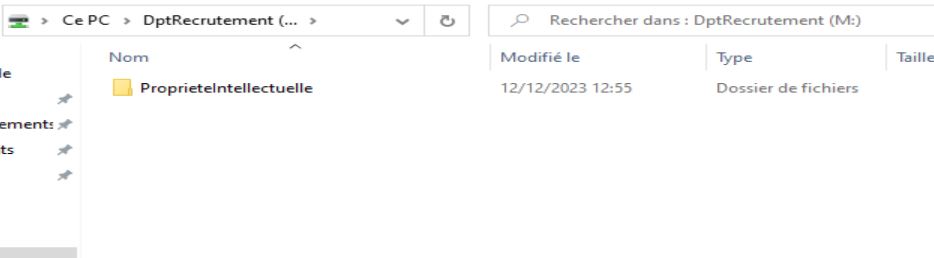 Ce PC > DptRecrutement (... >
Rechercher dans : DptRecrutement (M:)
Nom Modifié le Type Taille
ProprieteIntellectuelle 12/12/2023 12:55 Dossier de fichiers
le
ements
ts